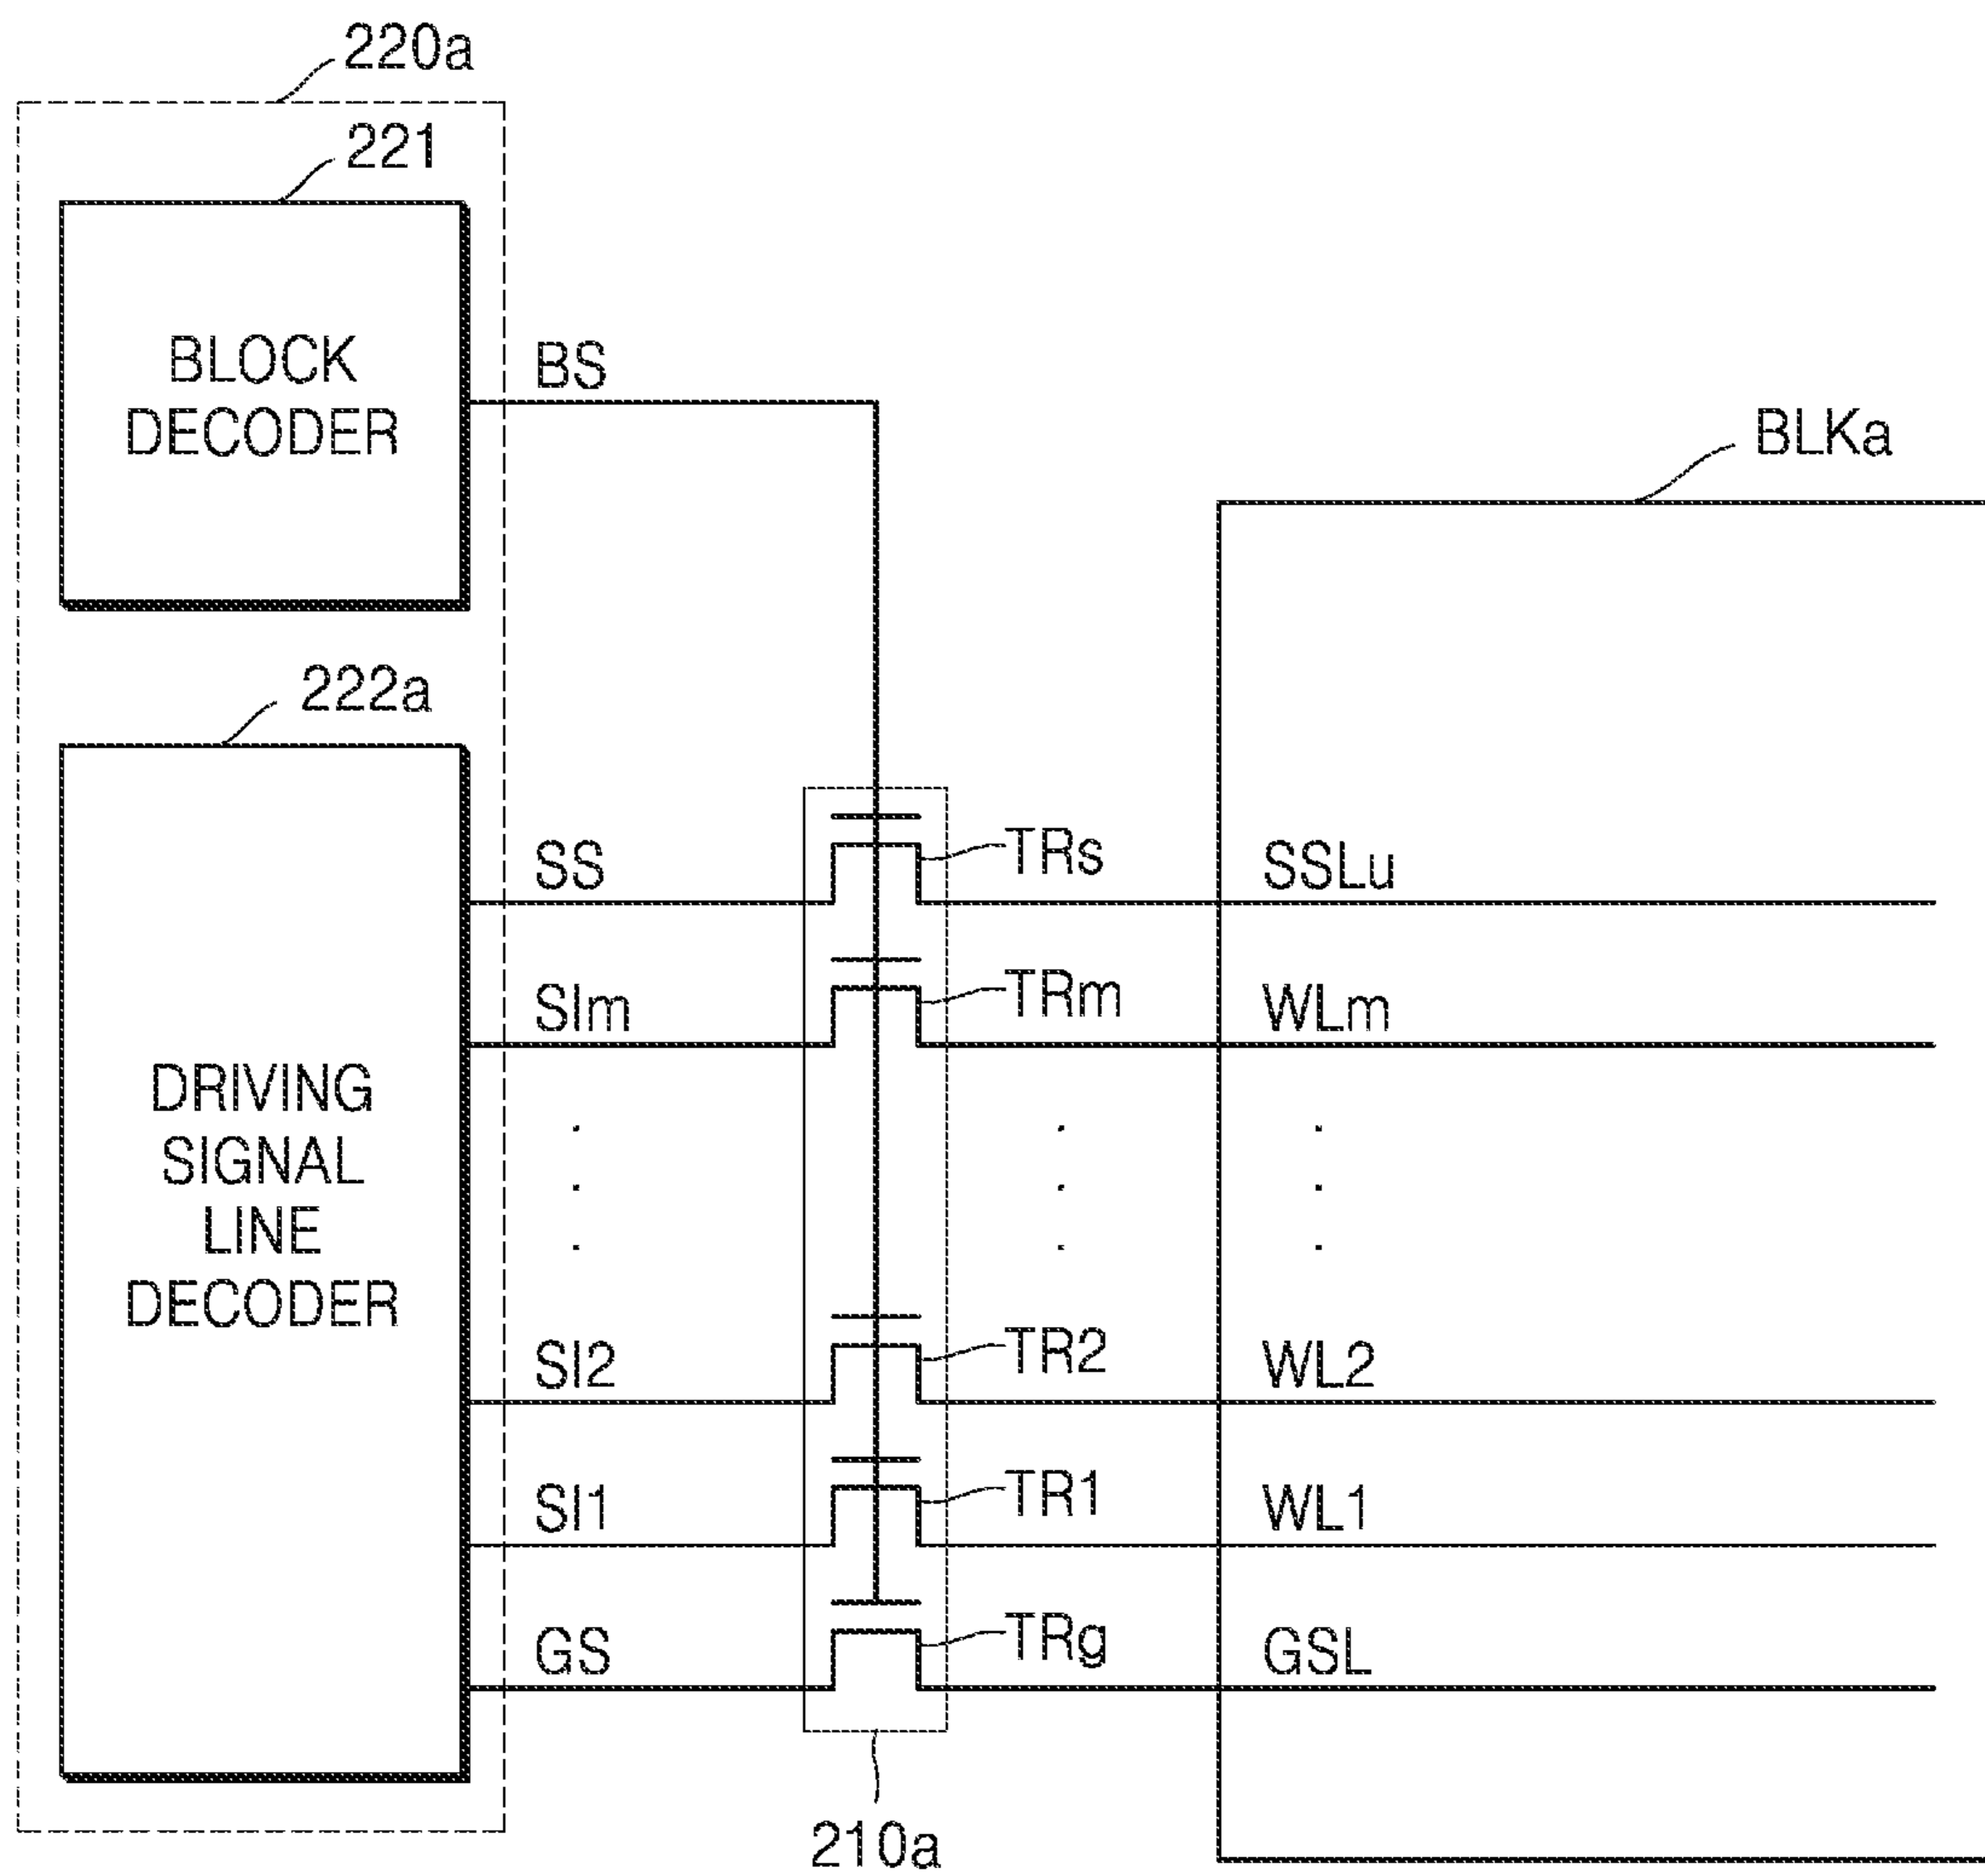 220a
221
BLOCK
DECODER
BS
BLKa
222a
DRIVING
SIGNAL
LINE
DECODER
SS
TRs
SSLu
SIm
TRm
WLm
SI2
TR2
WL2
SI1
TR1
WL1
GS
TRg
GSL
210a